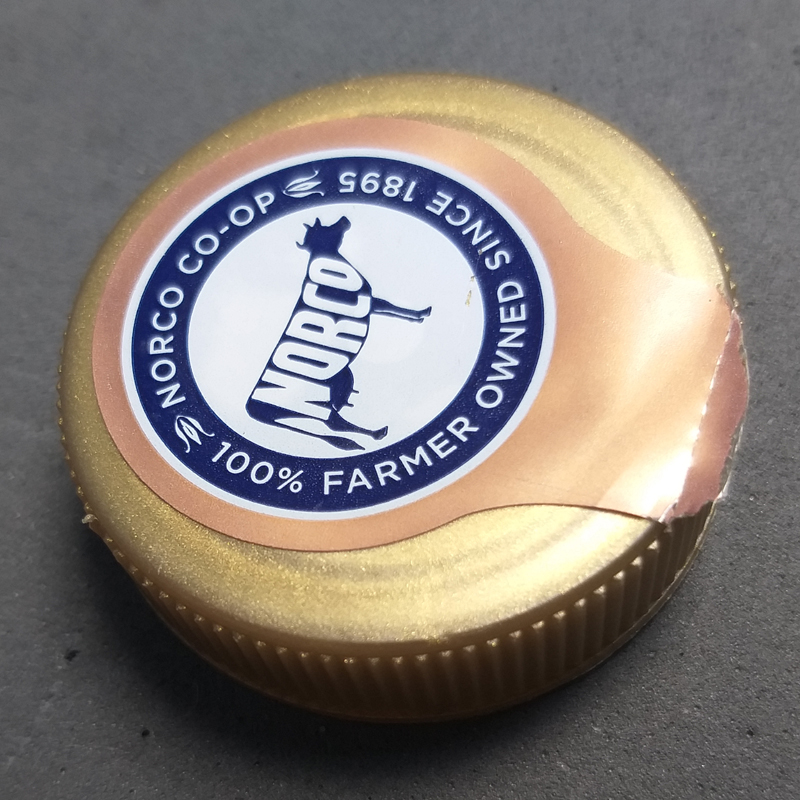 NORCO CO-OP
100% FARMER OWNED SINCE 1895
NORCO